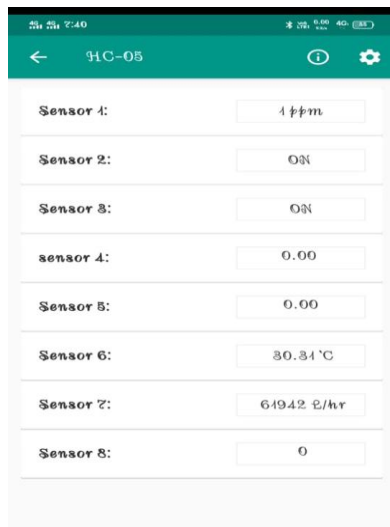 7:40
HC-05
Sensor 1: 1 ppm
Sensor 2: ON
Sensor 3: ON
sensor 4: 0.00
Sensor 5: 0.00
Sensor 6: 30.31°C
Sensor 7: 61942 L/hr
Sensor 8: 0